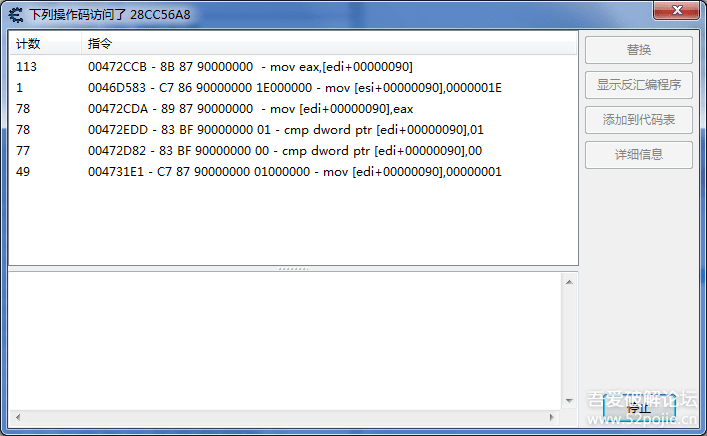 下列操作码访问了 28CC56A8
计数 指令
113 00472CCB - 8B 87 90000000 - mov eax,[edi+00000090]
1 0046D583 - C7 86 90000000 1E000000 - mov [esi+00000090],0000001E
78 00472CDA - 89 87 90000000 - mov [edi+00000090],eax
78 00472EDD - 83 BF 90000000 01 - cmp dword ptr [edi+00000090],01
77 00472D82 - 83 BF 90000000 00 - cmp dword ptr [edi+00000090],00
49 004731E1 - C7 87 90000000 01000000 - mov [edi+00000090],00000001
替换
显示反汇编程序
添加到代码表
详细信息
停止
吾爱破解论坛
www.52pojie.cn